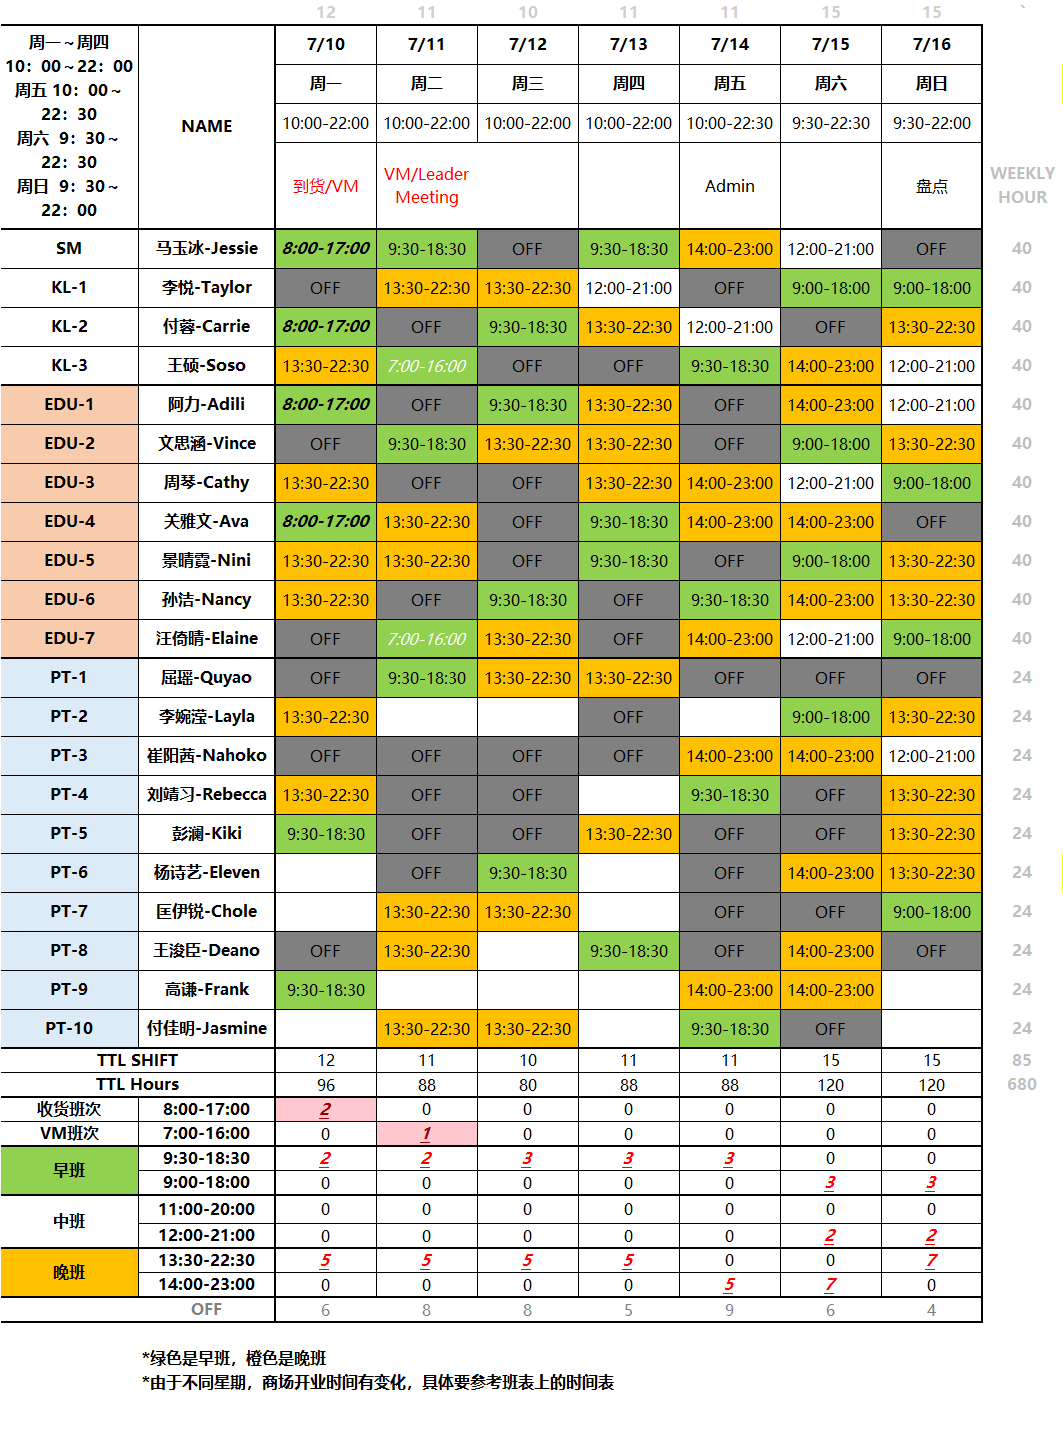 12 11 10 11 11 15 15 `
周一～周四
10：00～22：00
周五 10：00～
22：30
周六 9：30～
22：30
周日 9：30～
22：00
NAME
7/10 7/11 7/12 7/13 7/14 7/15 7/16
周一 周二 周三 周四 周五 周六 周日
10:00-22:00 10:00-22:00 10:00-22:00 10:00-22:00 10:00-22:30 9:30-22:30 9:30-22:00
到货/VM VM/Leader Meeting Admin 盘点 WEEKLY HOUR
SM 马玉冰-Jessie 8:00-17:00 9:30-18:30 OFF 9:30-18:30 14:00-23:00 12:00-21:00 OFF 40
KL-1 李悦-Taylor OFF 13:30-22:30 13:30-22:30 12:00-21:00 OFF 9:00-18:00 9:00-18:00 40
KL-2 付蓉-Carrie 8:00-17:00 OFF 9:30-18:30 13:30-22:30 12:00-21:00 OFF 13:30-22:30 40
KL-3 王硕-Soso 13:30-22:30 7:00-16:00 OFF OFF 9:30-18:30 14:00-23:00 12:00-21:00 40
EDU-1 阿力-Adili 8:00-17:00 OFF 9:30-18:30 13:30-22:30 OFF 14:00-23:00 12:00-21:00 40
EDU-2 文思涵-Vince OFF 9:30-18:30 13:30-22:30 13:30-22:30 OFF 9:00-18:00 13:30-22:30 40
EDU-3 周琴-Cathy 13:30-22:30 OFF OFF 13:30-22:30 14:00-23:00 12:00-21:00 9:00-18:00 40
EDU-4 关雅文-Ava 8:00-17:00 13:30-22:30 OFF 9:30-18:30 14:00-23:00 14:00-23:00 OFF 40
EDU-5 景晴霓-Nini 13:30-22:30 13:30-22:30 OFF 9:30-18:30 OFF 9:00-18:00 13:30-22:30 40
EDU-6 孙洁-Nancy 13:30-22:30 OFF 9:30-18:30 OFF 9:30-18:30 14:00-23:00 13:30-22:30 40
EDU-7 汪倚晴-Elaine OFF 7:00-16:00 13:30-22:30 OFF 14:00-23:00 12:00-21:00 9:00-18:00 40
PT-1 屈瑶-Quyao OFF 9:30-18:30 13:30-22:30 13:30-22:30 OFF OFF OFF 24
PT-2 李婉滢-Layla 13:30-22:30 OFF 9:00-18:00 13:30-22:30 24
PT-3 崔阳茜-Nahoko OFF OFF OFF OFF 14:00-23:00 14:00-23:00 12:00-21:00 24
PT-4 刘靖习-Rebecca 13:30-22:30 OFF OFF 9:30-18:30 OFF 13:30-22:30 24
PT-5 彭澜-Kiki 9:30-18:30 OFF OFF 13:30-22:30 OFF OFF 13:30-22:30 24
PT-6 杨诗艺-Eleven OFF 9:30-18:30 OFF 14:00-23:00 13:30-22:30 24
PT-7 匡伊锐-Chole 13:30-22:30 13:30-22:30 OFF OFF 9:00-18:00 24
PT-8 王浚臣-Deano OFF 13:30-22:30 9:30-18:30 OFF 14:00-23:00 OFF 24
PT-9 高谦-Frank 9:30-18:30 14:00-23:00 14:00-23:00 24
PT-10 付佳明-Jasmine 13:30-22:30 13:30-22:30 9:30-18:30 OFF 24
TTL SHIFT 12 11 10 11 11 15 15 85
TTL Hours 96 88 80 88 88 120 120 680
收货班次 8:00-17:00 2 0 0 0 0 0 0
VM班次 7:00-16:00 0 1 0 0 0 0 0
早班 9:30-18:30 2 2 3 3 3 0 0
9:00-18:00 0 0 0 0 0 3 3
中班 11:00-20:00 0 0 0 0 0 0 0
12:00-21:00 0 0 0 0 0 2 2
晚班 13:30-22:30 5 5 5 5 0 0 7
14:00-23:00 0 0 0 0 5 7 0
OFF 6 8 8 5 9 6 4
*绿色是早班，橙色是晚班
*由于不同星期，商场开业时间有变化，具体要参考班表上的时间表